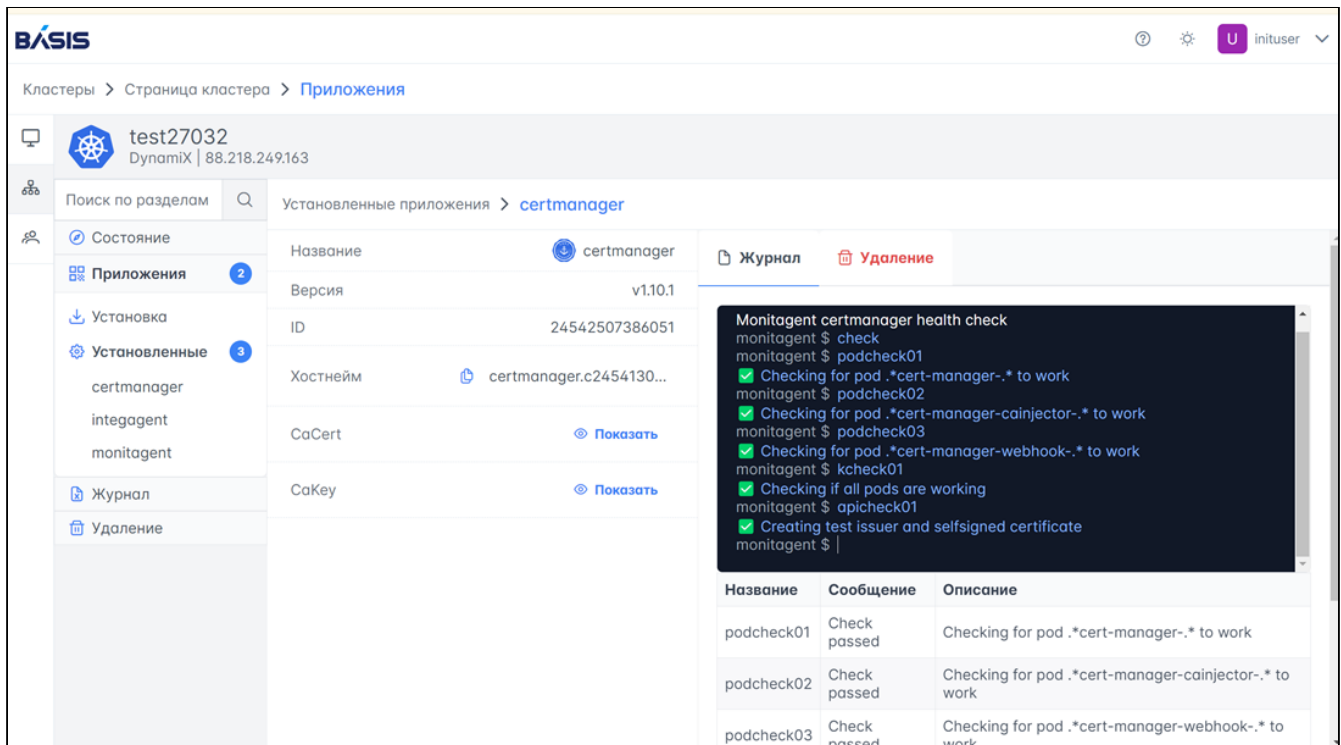 BASIS
U inituser
Кластеры > Страница кластера > Приложения
test27032
DynamiX | 88.218.249.163
Поиск по разделам
Состояние
Приложения 2
Установка
Установленные 3
certmanager
integagent
monitagent
Журнал
Удаление
Установленные приложения > certmanager
Название certmanager
Версия v1.10.1
ID 24542507386051
Хостнейм certmanager.c2454130...
CaCert Показать
CaKey Показать
Журнал Удаление
Monitagent certmanager health check
monitagent $ check
monitagent $ podcheck01
✅ Checking for pod .*cert-manager-.* to work
monitagent $ podcheck02
✅ Checking for pod .*cert-manager-cainjector-.* to work
monitagent $ podcheck03
✅ Checking for pod .*cert-manager-webhook-.* to work
monitagent $ kcheck01
✅ Checking if all pods are working
monitagent $ apicheck01
✅ Creating test issuer and selfsigned certificate
monitagent $
Название Сообщение Описание
podcheck01 Check passed Checking for pod .*cert-manager-.* to work
podcheck02 Check passed Checking for pod .*cert-manager-cainjector-.* to
work
podcheck03 Check passed Checking for pod .*cert-manager-webhook-.* to
work